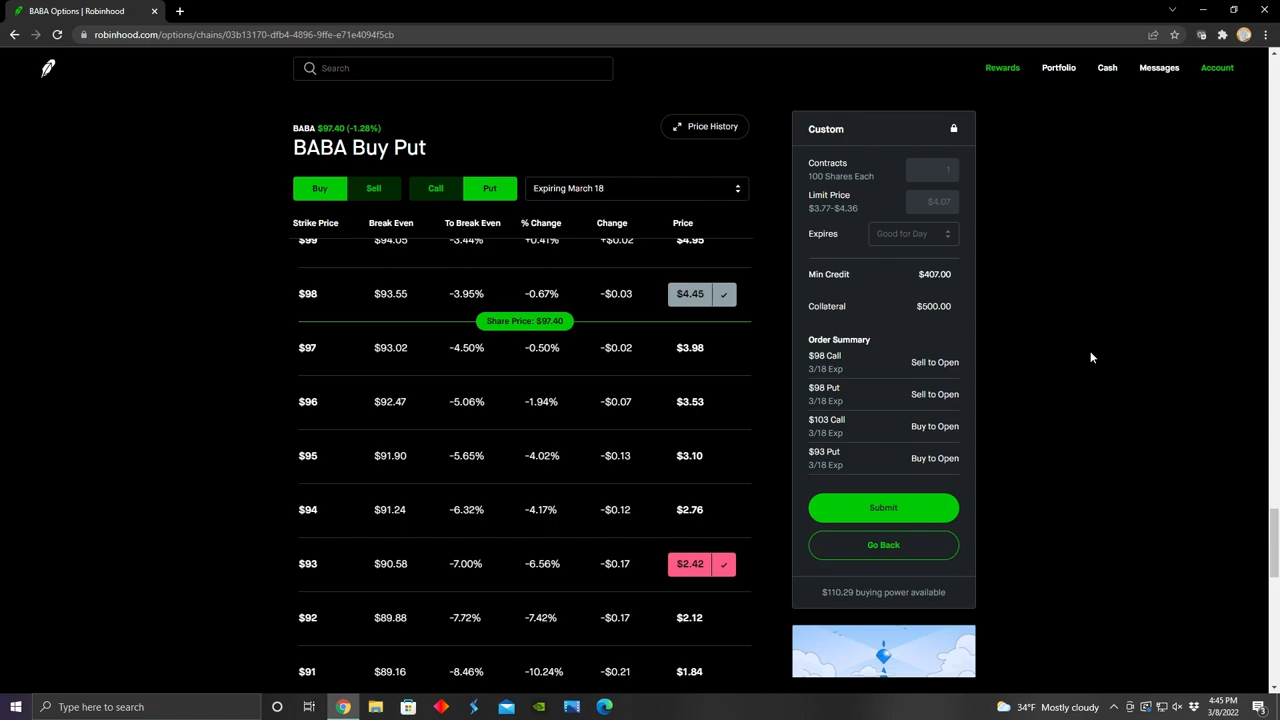 BABA Options | Robinhood
robinhood.com/options/chains/03b13170-dfb4-4896-9ffe-e71e4094f5cb
Search
Rewards Portfolio Cash Messages Account
BABA $97.40 (-1.28%)
BABA Buy Put
Price History
Buy Sell Call Put Expiring March 18
Strike Price Break Even To Break Even % Change Change Price
$99 $94.05 -3.44% +0.41% +$0.02 $4.95
$98 $93.55 -3.95% -0.67% -$0.03 $4.45
Share Price: $97.40
$97 $93.02 -4.50% -0.50% -$0.02 $3.98
$96 $92.47 -5.06% -1.94% -$0.07 $3.53
$95 $91.90 -5.65% -4.02% -$0.13 $3.10
$94 $91.24 -6.32% -4.17% -$0.12 $2.76
$93 $90.58 -7.00% -6.56% -$0.17 $2.42
$92 $89.88 -7.72% -7.42% -$0.17 $2.12
$91 $89.16 -8.46% -10.24% -$0.21 $1.84
Custom
Contracts
100 Shares Each
1
Limit Price
$3.77-$4.36
$4.07
Expires Good for Day
Min Credit $407.00
Collateral $500.00
Order Summary
$98 Call
3/18 Exp
Sell to Open
$98 Put
3/18 Exp
Sell to Open
$103 Call
3/18 Exp
Buy to Open
$93 Put
3/18 Exp
Buy to Open
Submit
Go Back
$110.29 buying power available
Type here to search
34°F Mostly cloudy
4:45 PM
3/8/2022